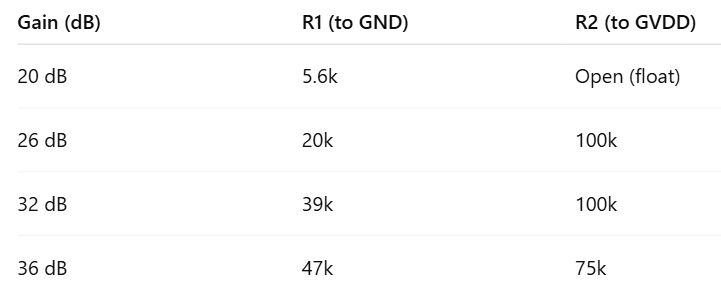 Gain (dB) R1 (to GND) R2 (to GVDD)
20 dB 5.6k Open (float)
26 dB 20k 100k
32 dB 39k 100k
36 dB 47k 75k